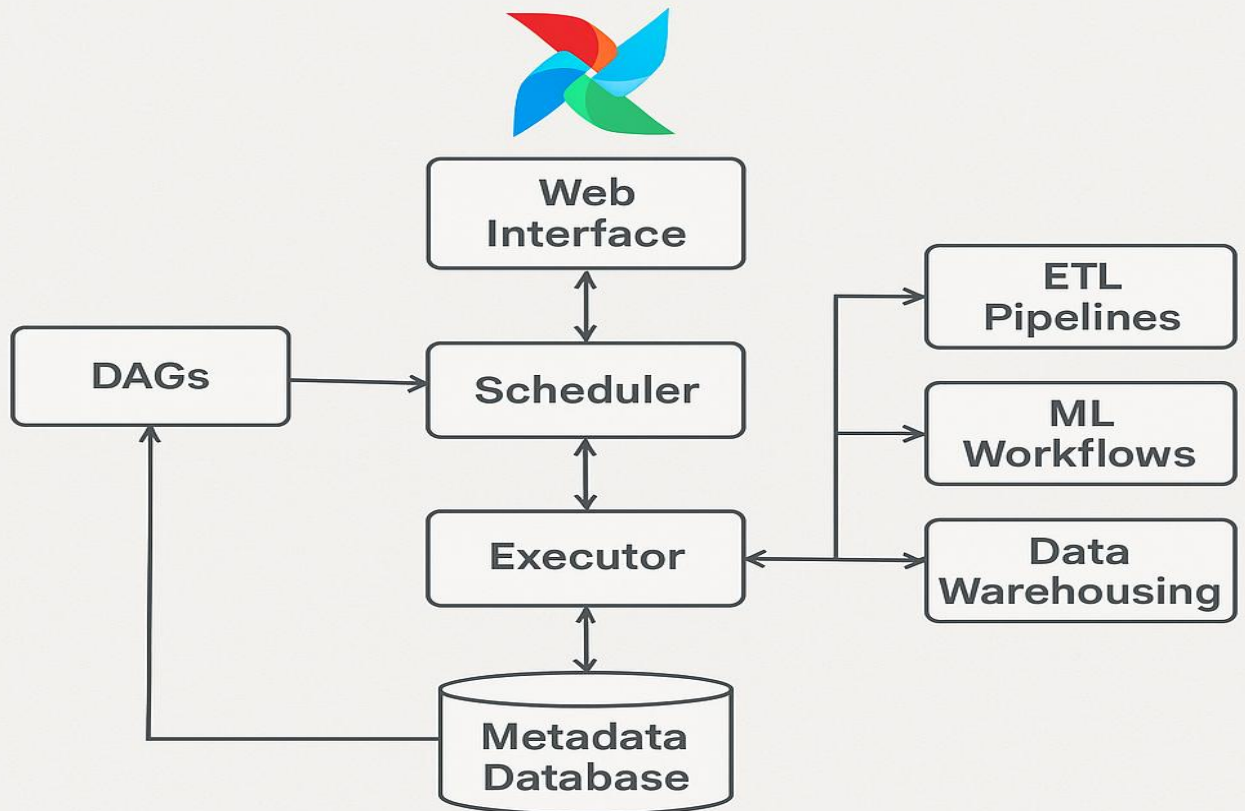 Web
Interface
DAGs
Scheduler
Executor
Metadata
Database
ETL
Pipelines
ML
Workflows
Data
Warehousing